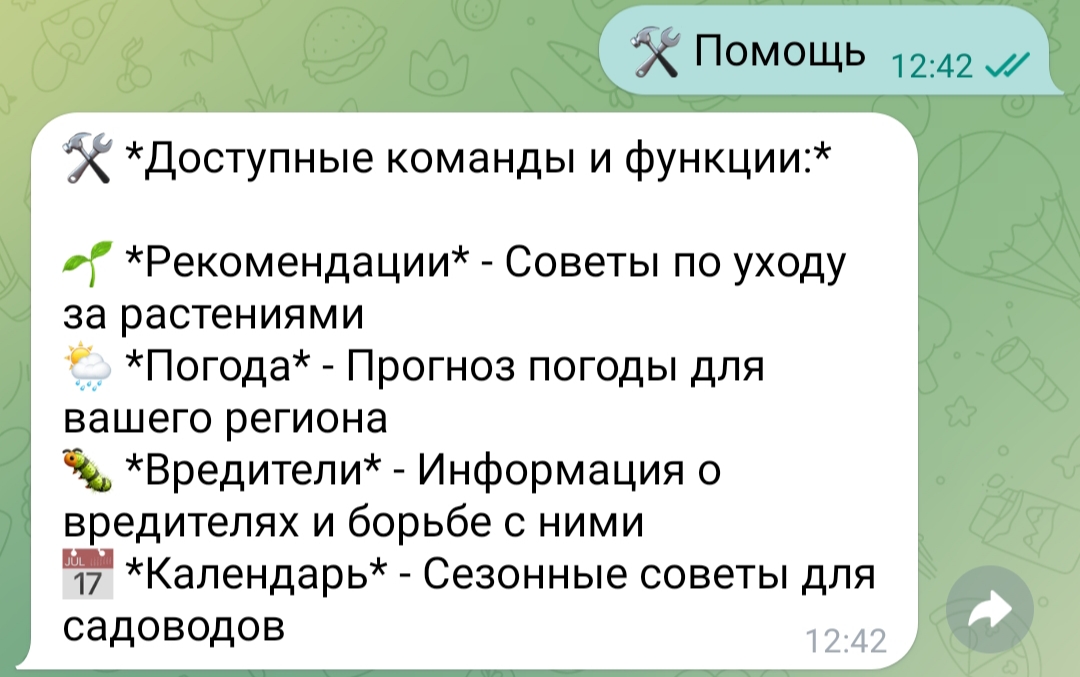 🛠 Помощь 12:42
🛠 *Доступные команды и функции:*
🌱 *Рекомендации* - Советы по уходу
за растениями
🌦 *Погода* - Прогноз погоды для
вашего региона
🐛 *Вредители* - Информация о
вредителях и борьбе с ними
📅 *Календарь* - Сезонные советы для
садоводов
12:42